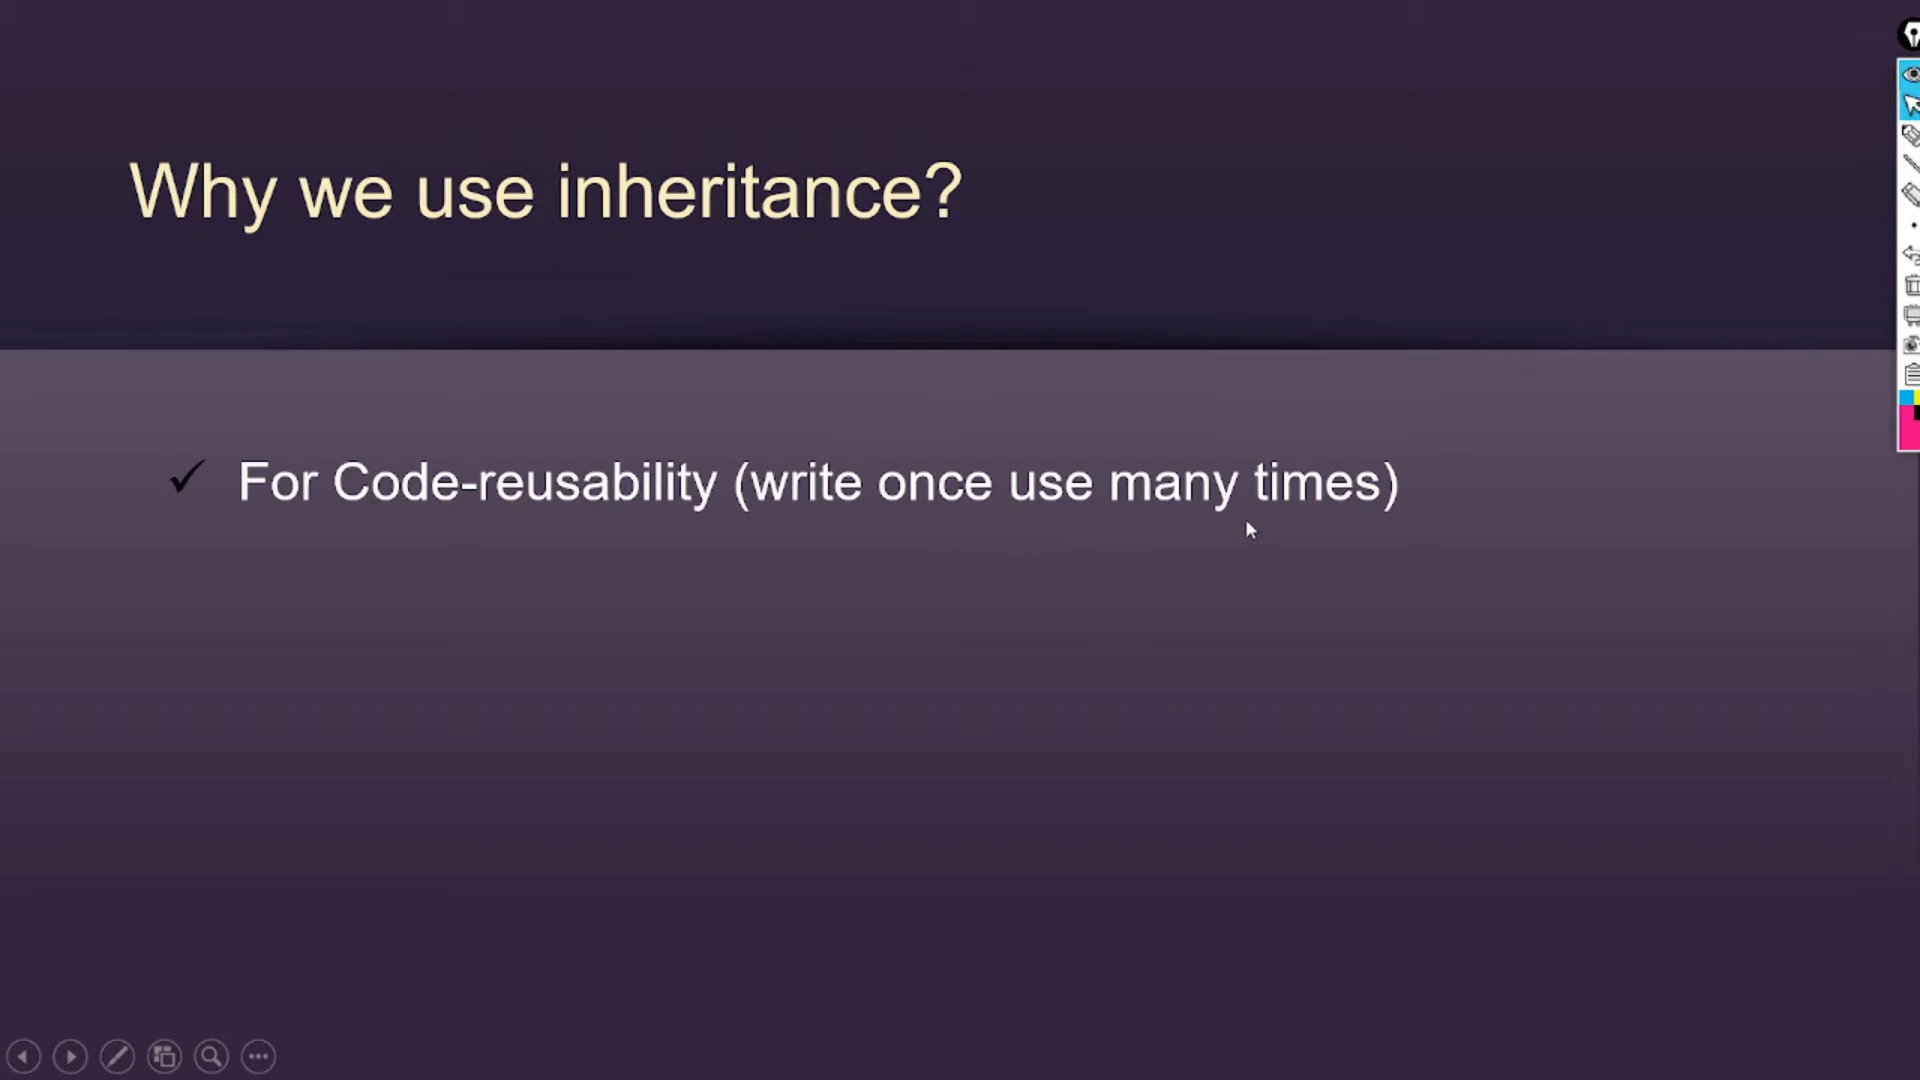 Why we use inheritance?
✓ For Code-reusability (write once use many times)